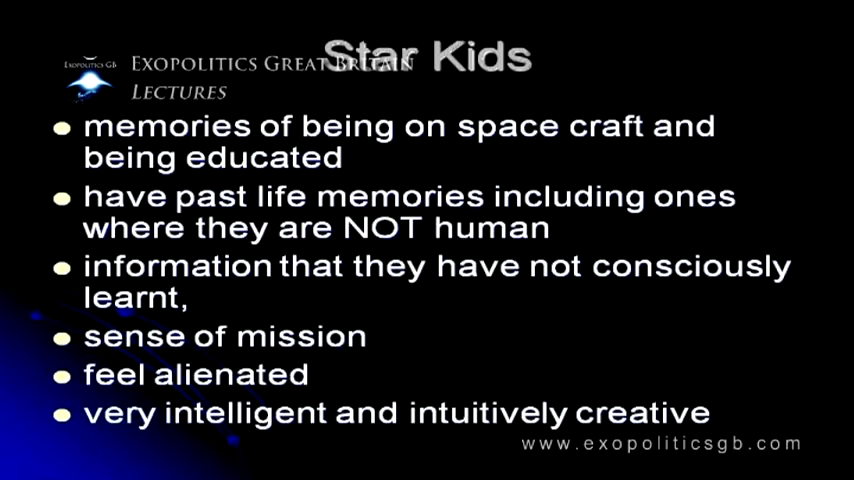 Star Kids
EXOPOLITICS GB
EXOPOLITICS GREAT BRITAIN
LECTURES
memories of being on space craft and
being educated
have past life memories including ones
where they are NOT human
information that they have not consciously
learnt,
sense of mission
feel alienated
very intelligent and intuitively creative
www.exopoliticsgb.com